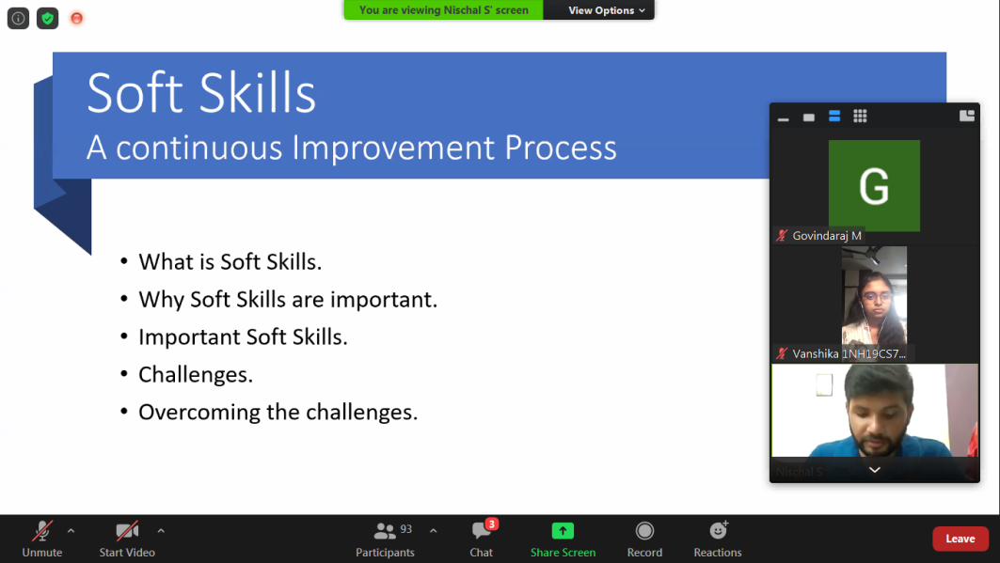 You are viewing Nischal S' screen
View Options
Soft Skills
A continuous Improvement Process
• What is Soft Skills.
• Why Soft Skills are important.
• Important Soft Skills.
• Challenges.
• Overcoming the challenges.
G
Govindaraj M
Vanshika 1NH19CS7...
Nischal S
93
3
Unmute
Start Video
Participants
Chat
Share Screen
Record
Reactions
Leave